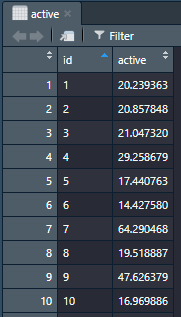 active
Filter
id active
1 1 20.239363
2 2 20.857848
3 3 21.047320
4 4 29.258679
5 5 17.440763
6 6 14.427580
7 7 64.290468
8 8 19.518887
9 9 47.626379
10 10 16.969886